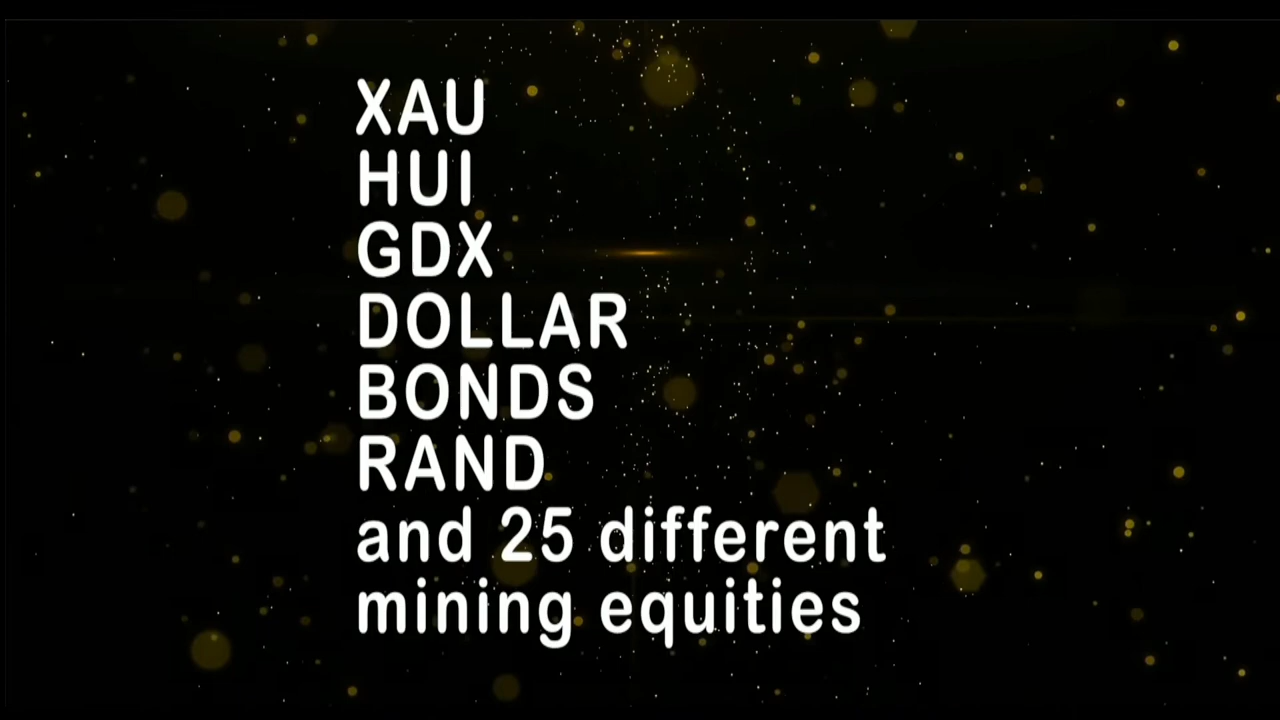 XAU
HUI
GDX
DOLLAR
BONDS
RAND
and 25 different
mining equities